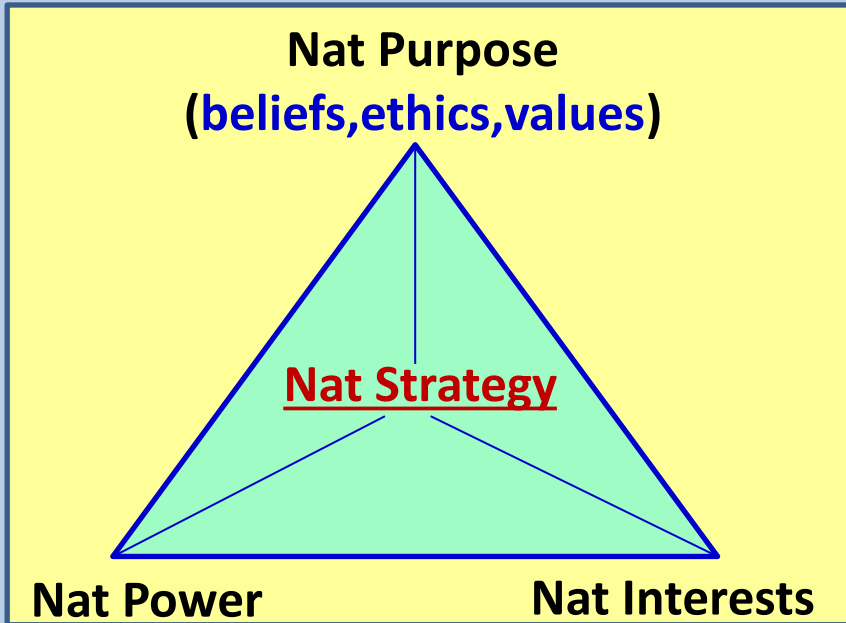 Nat Purpose
(beliefs,ethics,values)
Nat Strategy
Nat Power
Nat Interests